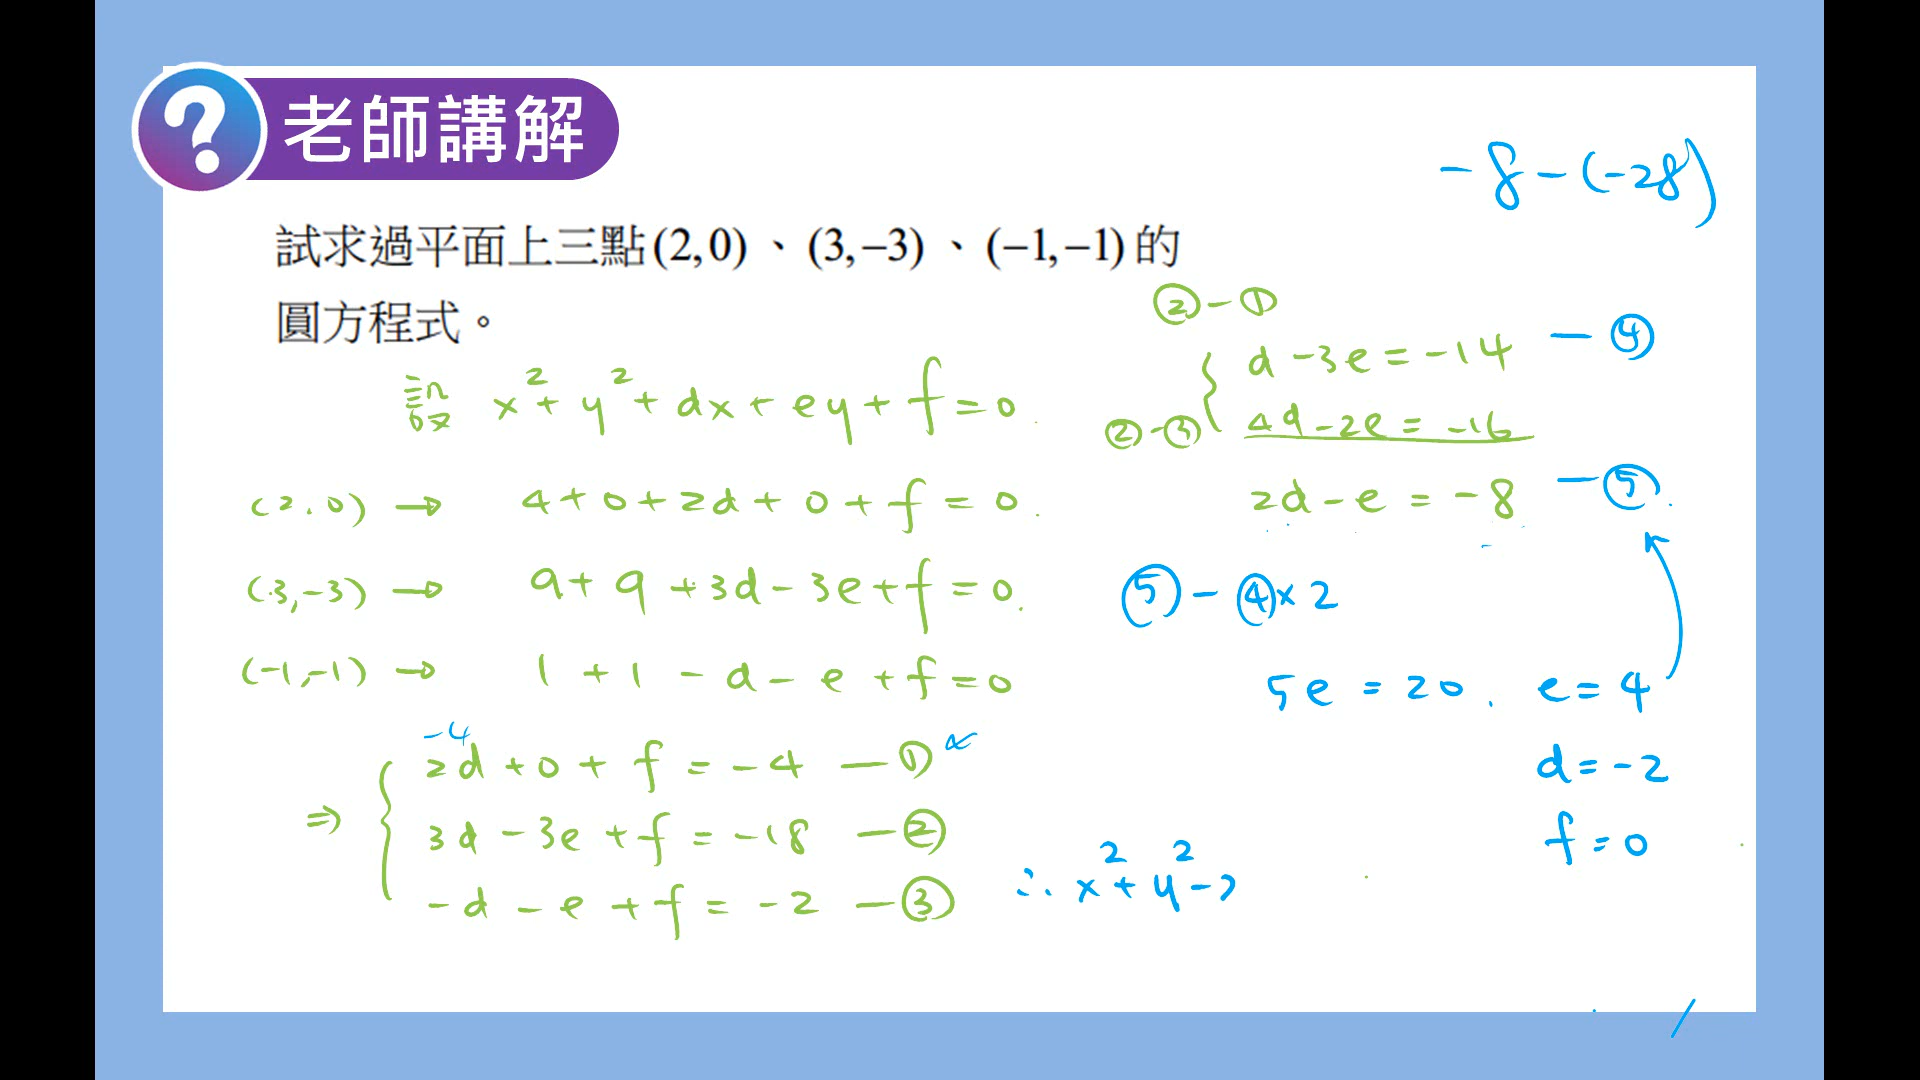 老師講解
試求過平面上三點(2,0)、(3,−3)、(−1,−1)的
圓方程式。
設 x²+y²+dx+ey+f=0.
(2,0) → 4+0+2d+0+f=0.
(3,-3) → 9+9+3d-3e+f=0.
(-1,-1) → 1+1-d-e+f=0
-4
⇒ { 2d+0+f=-4 —①
3d-3e+f=-18 —②
-d-e+f=-2 —③
-8-(-28)
②-①
{ d-3e=-14 —④
②-③ 4d-2e=-16
2d-e=-8 —⑤.
⑤-④×2
5e=20. e=4
d=-2
f=0
∴ x²+y²-